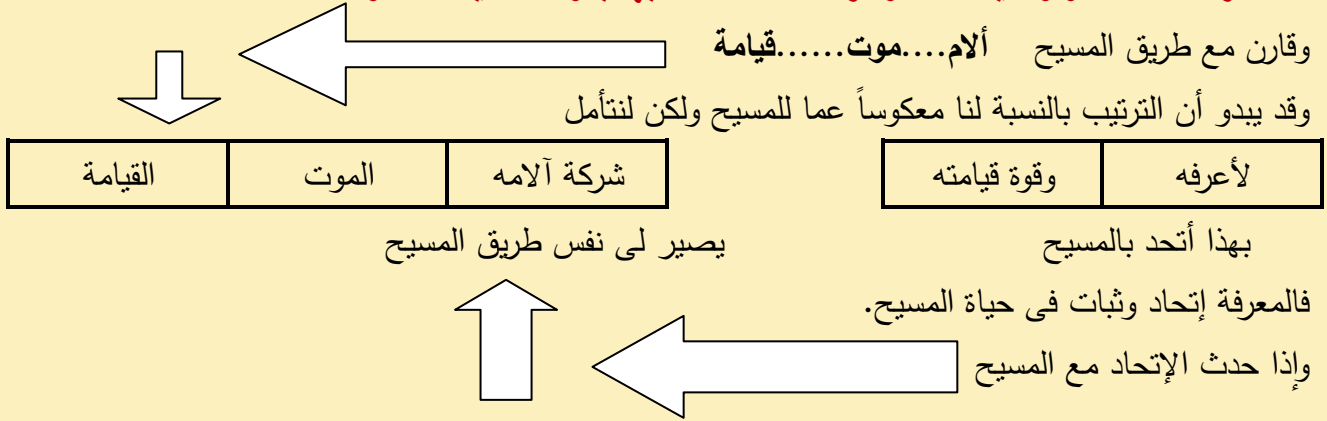 وقارن مع طريق المسيح ألام....موت......قيامة
وقد يبدو أن الترتيب بالنسبة لنا معكوساً عما للمسيح ولكن لنتأمل
لأعرفه وقوة قيامته شركة آلامه الموت القيامة
بهذا أتحد بالمسيح يصير لى نفس طريق المسيح
فالمعرفة إتحاد وثبات فى حياة المسيح.
وإذا حدث الإتحاد مع المسيح